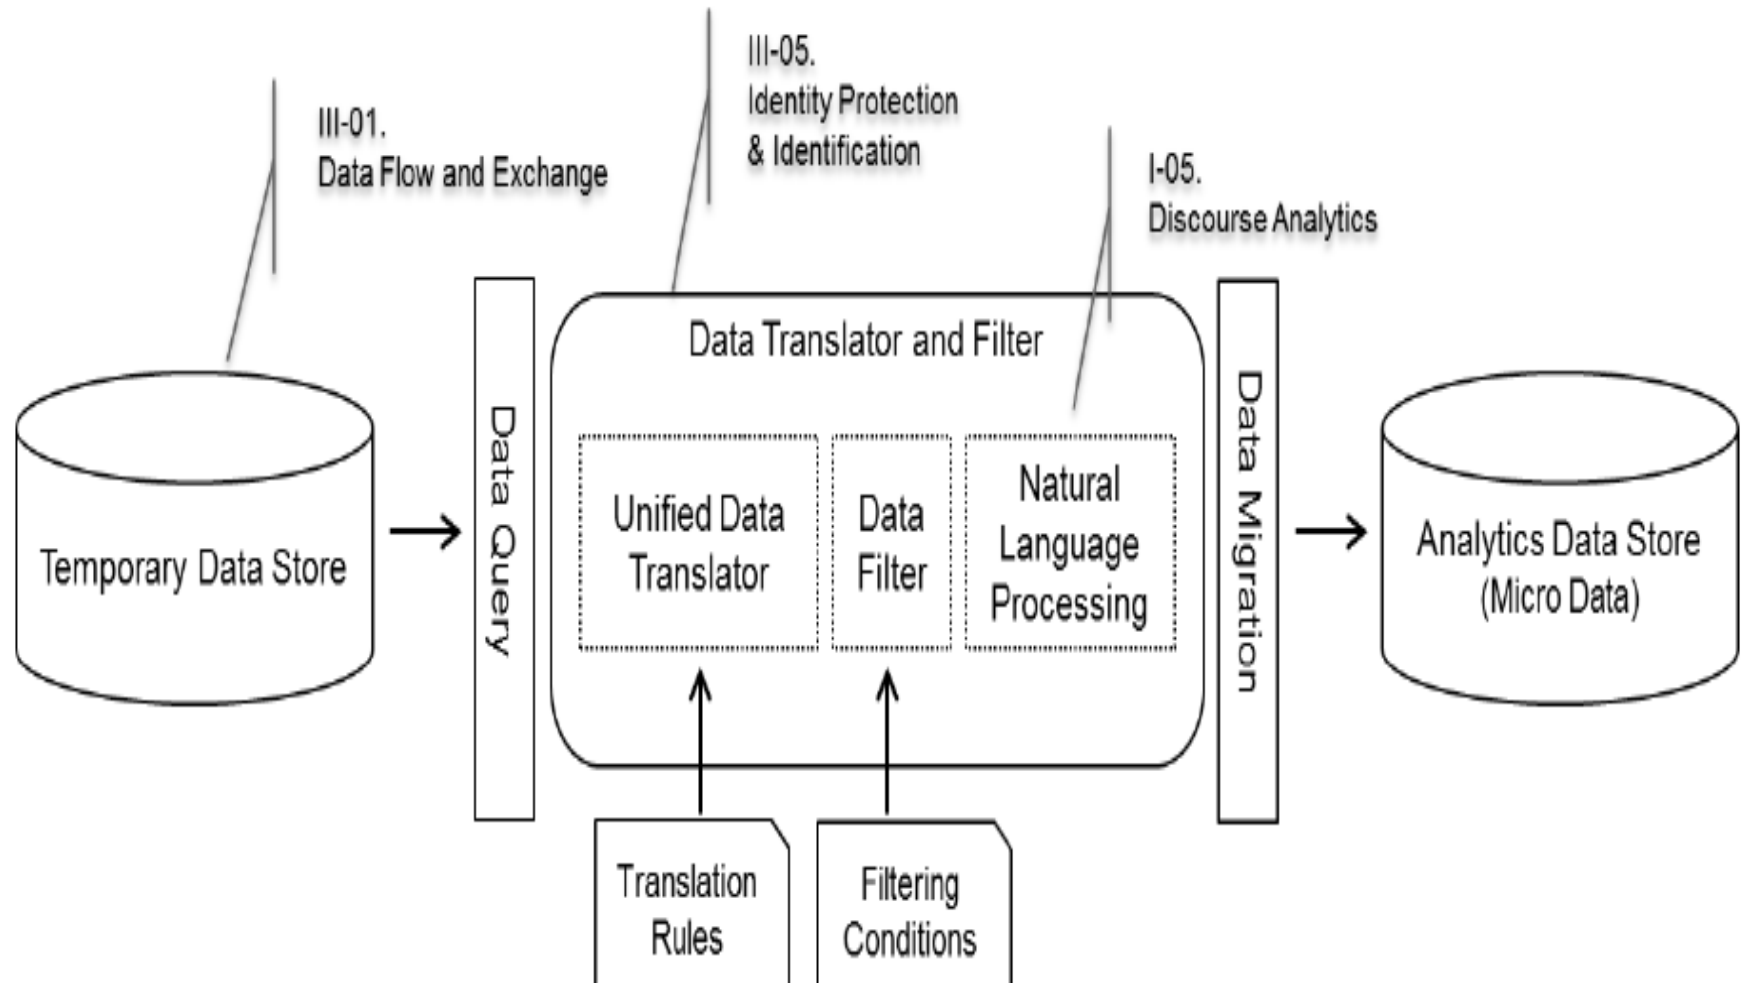 III-01.
Data Flow and Exchange
III-05.
Identity Protection
& Identification
I-05.
Discourse Analytics
Temporary Data Store
Data Query
Data Translator and Filter
Unified Data
Translator
Data
Filter
Natural
Language
Processing
Data Migration
Analytics Data Store
(Micro Data)
Translation
Rules
Filtering
Conditions